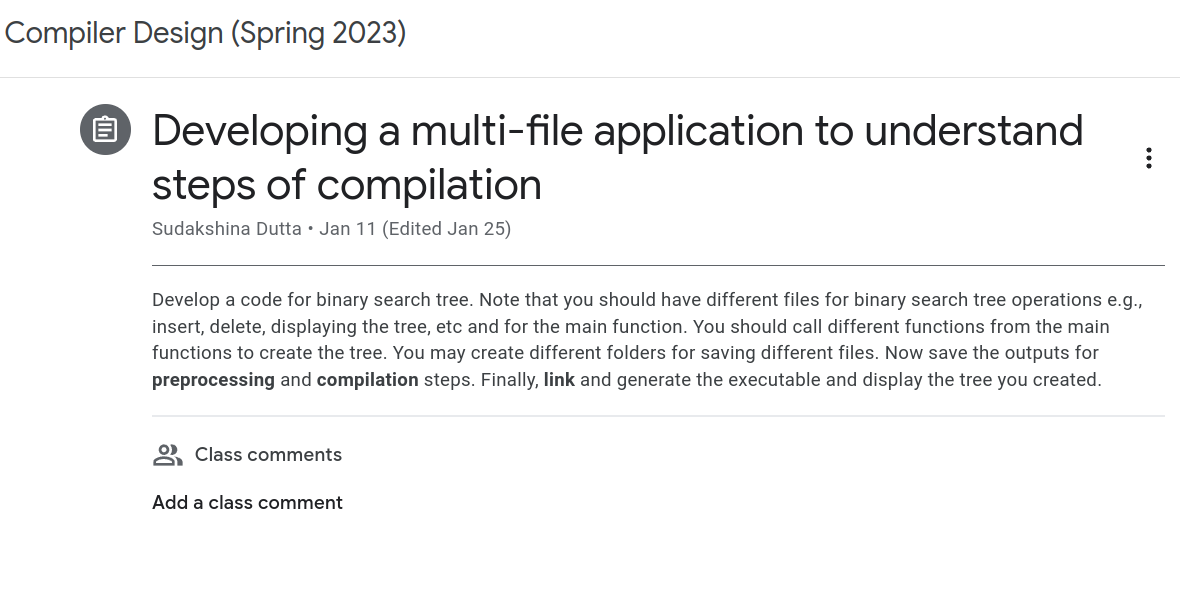 Compiler Design (Spring 2023)
Developing a multi-file application to understand
steps of compilation
Sudakshina Dutta • Jan 11 (Edited Jan 25)
Develop a code for binary search tree. Note that you should have different files for binary search tree operations e.g.,
insert, delete, displaying the tree, etc and for the main function. You should call different functions from the main
functions to create the tree. You may create different folders for saving different files. Now save the outputs for
preprocessing and compilation steps. Finally, link and generate the executable and display the tree you created.
Class comments
Add a class comment